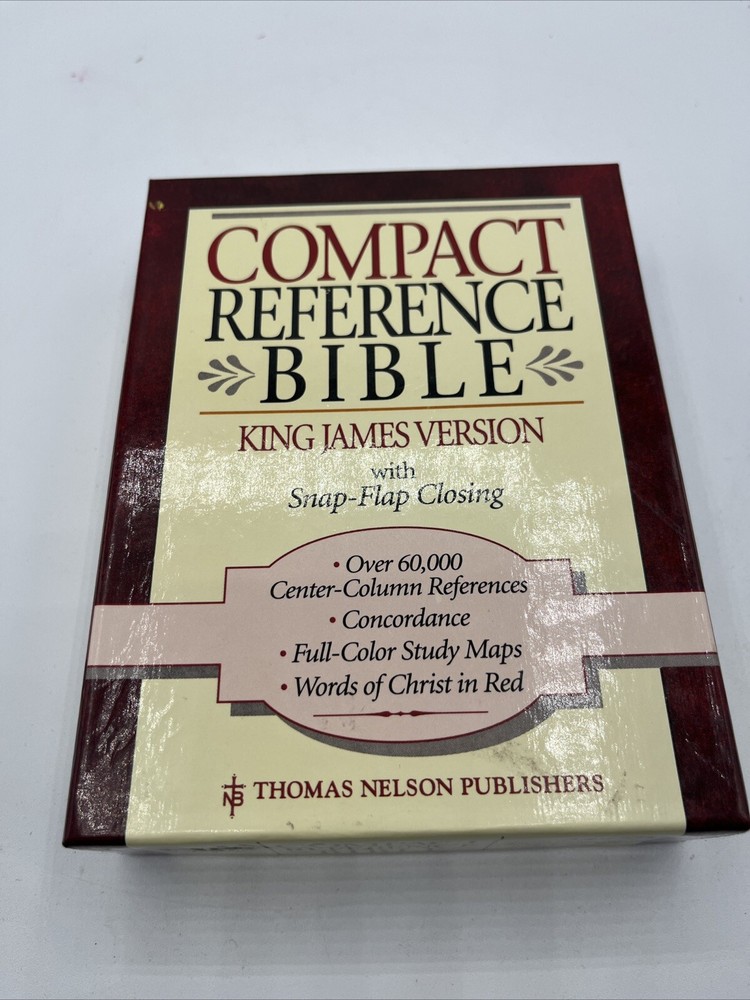 COMPACT
REFERENCE
BIBLE
KING JAMES VERSION
with
Snap-Flap Closing
• Over 60,000
Center-Column References
• Concordance
• Full-Color Study Maps
• Words of Christ in Red
NB THOMAS NELSON PUBLISHERS